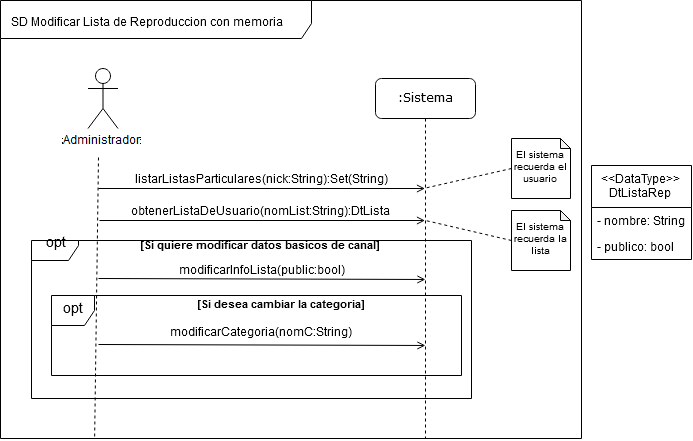 SD Modificar Lista de Reproduccion con memoria
:Administrador
:Sistema
El sistema
recuerda el
usuario
listarListasParticulares(nick:String):Set(String)
<<DataType>>
DtListaRep
- nombre: String
- publico: bool
obtenerListaDeUsuario(nomList:String):DtLista
El sistema
recuerda la
lista
opt
[Si quiere modificar datos basicos de canal]
modificarInfoLista(public:bool)
opt
[Si desea cambiar la categoria]
modificarCategoria(nomC:String)